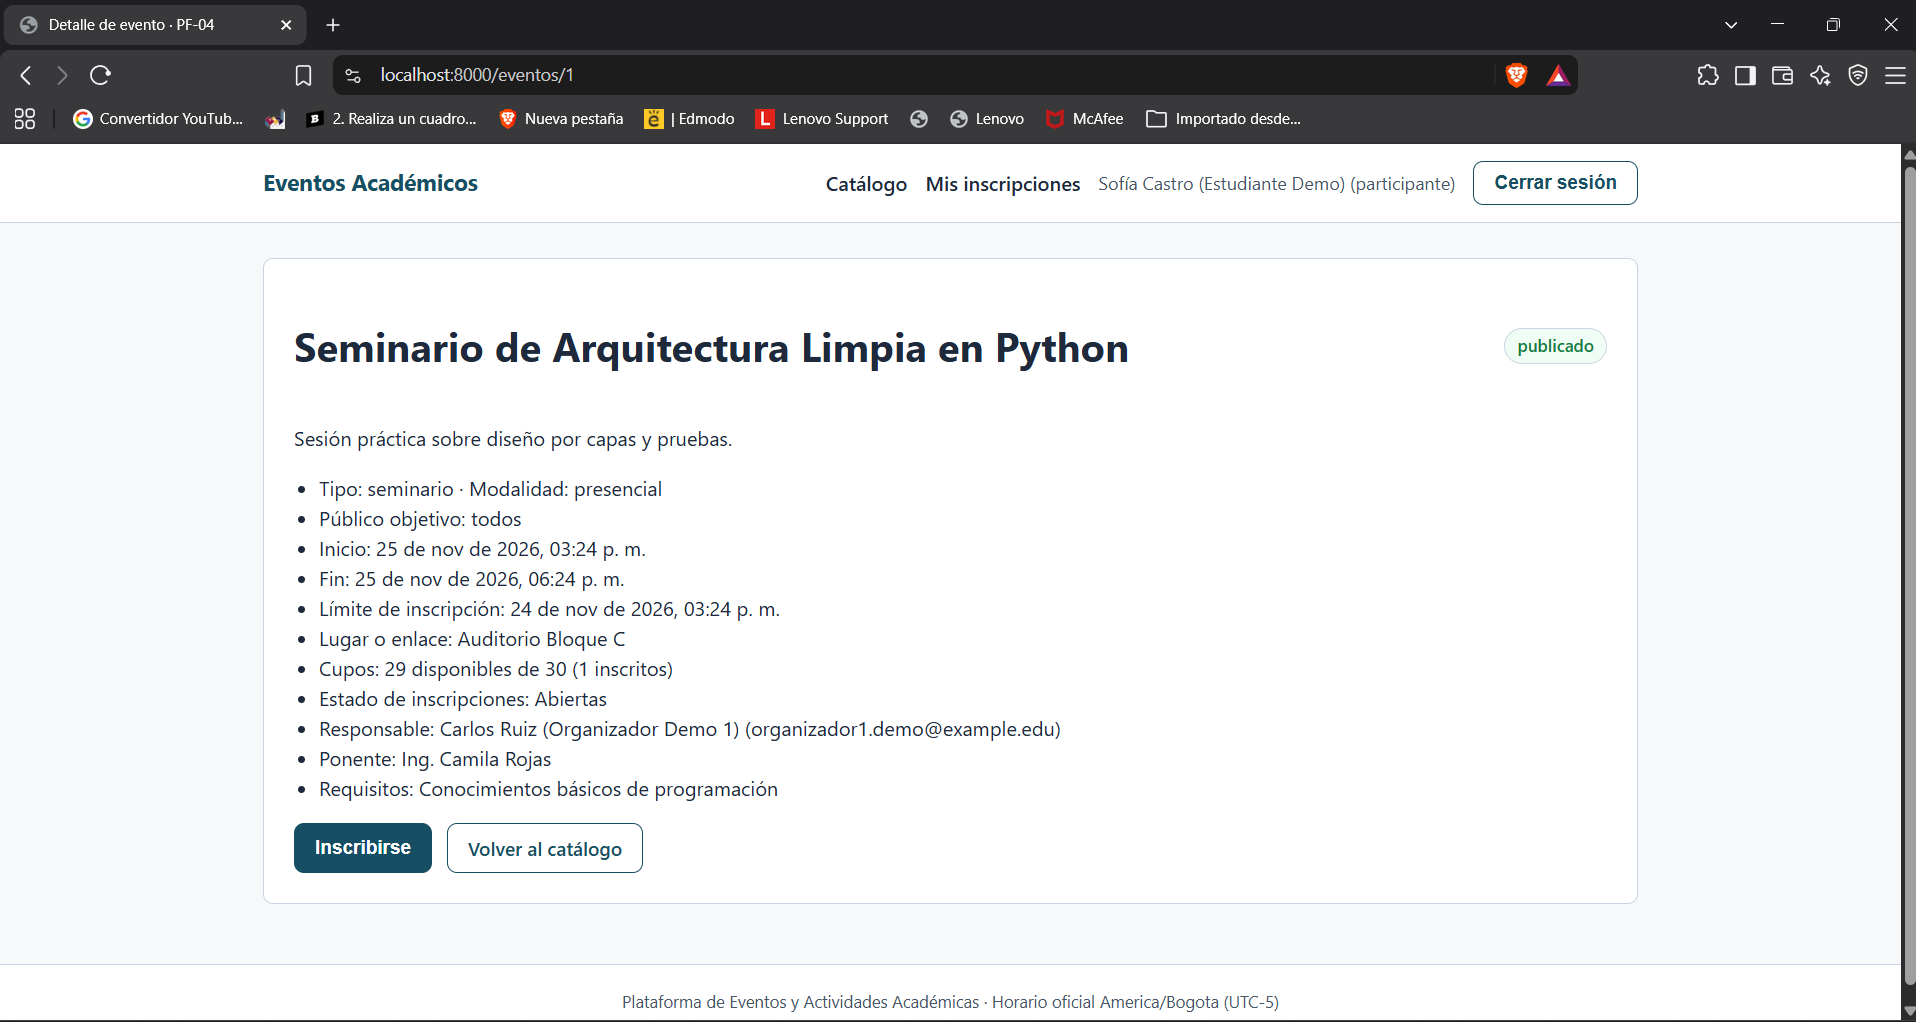 Detalle de evento · PF-04
localhost:8000/eventos/1
Convertidor YouTub... 2. Realiza un cuadro... Nueva pestaña | Edmodo Lenovo Support Lenovo McAfee Importado desde...
Eventos Académicos Catálogo Mis inscripciones Sofía Castro (Estudiante Demo) (participante) Cerrar sesión
Seminario de Arquitectura Limpia en Python publicado
Sesión práctica sobre diseño por capas y pruebas.
Tipo: seminario · Modalidad: presencial
Público objetivo: todos
Inicio: 25 de nov de 2026, 03:24 p. m.
Fin: 25 de nov de 2026, 06:24 p. m.
Límite de inscripción: 24 de nov de 2026, 03:24 p. m.
Lugar o enlace: Auditorio Bloque C
Cupos: 29 disponibles de 30 (1 inscritos)
Estado de inscripciones: Abiertas
Responsable: Carlos Ruiz (Organizador Demo 1) (organizador1.demo@example.edu)
Ponente: Ing. Camila Rojas
Requisitos: Conocimientos básicos de programación
Inscribirse Volver al catálogo
Plataforma de Eventos y Actividades Académicas · Horario oficial America/Bogota (UTC-5)